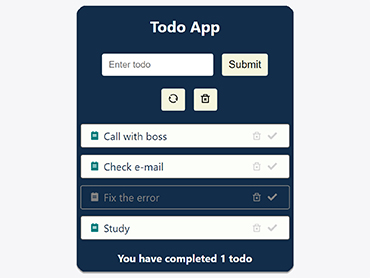 Todo App
Enter todo
Submit
Call with boss
Check e-mail
Fix the error
Study
You have completed 1 todo